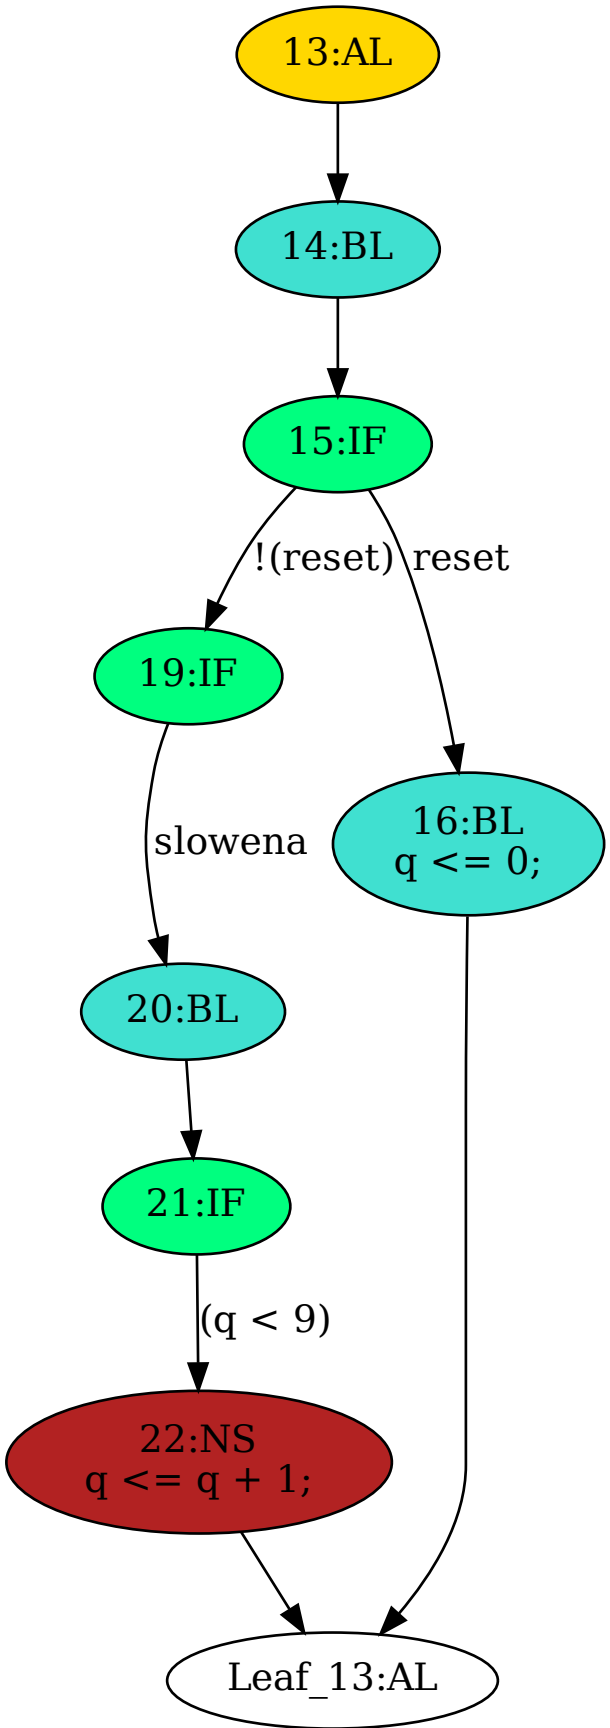 13:AL
14:BL
15:IF
!(reset)
reset
19:IF
16:BL
q <= 0;
slowena
20:BL
21:IF
(q < 9)
22:NS
q <= q + 1;
Leaf_13:AL